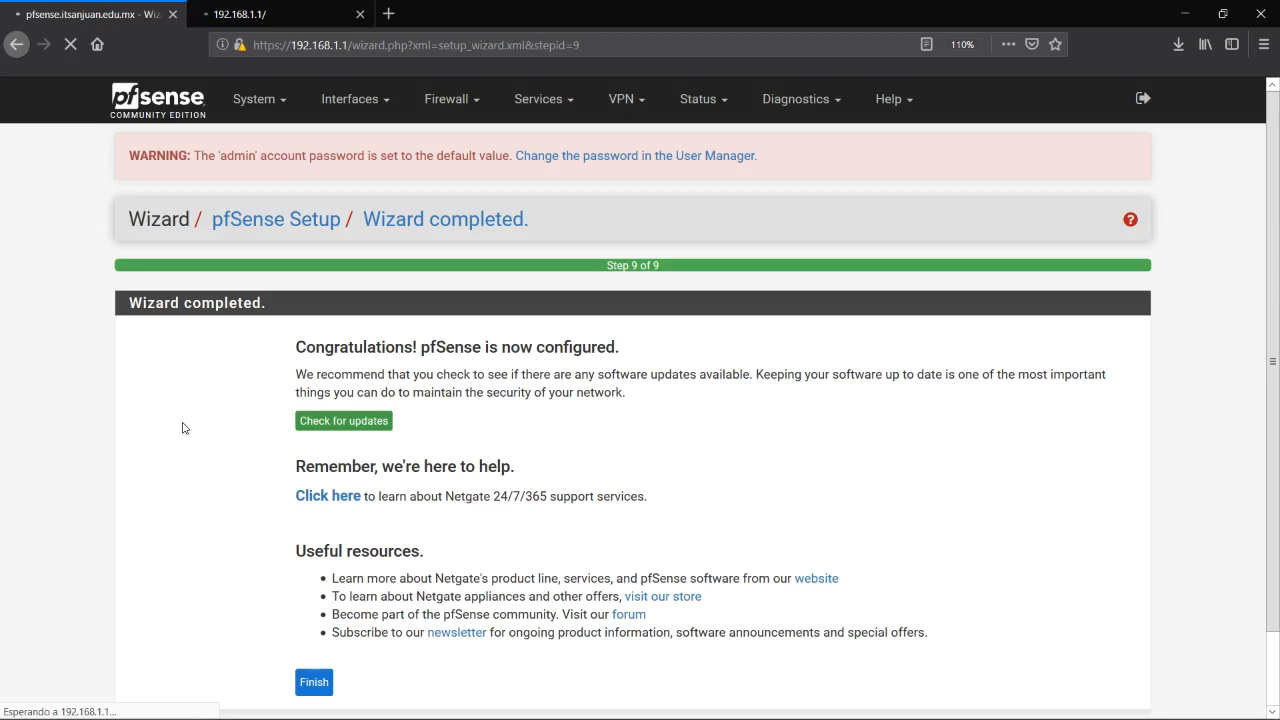 pfsense.itsanjuan.edu.mx - Wiz
192.168.1.1/
https://192.168.1.1/wizard.php?xml=setup_wizard.xml&stepid=9
110%
pfsense
COMMUNITY EDITION
System
Interfaces
Firewall
Services
VPN
Status
Diagnostics
Help
WARNING: The 'admin' account password is set to the default value. Change the password in the User Manager.
Wizard / pfSense Setup / Wizard completed.
Step 9 of 9
Wizard completed.
Congratulations! pfSense is now configured.
We recommend that you check to see if there are any software updates available. Keeping your software up to date is one of the most important
things you can do to maintain the security of your network.
Check for updates
Remember, we're here to help.
Click here to learn about Netgate 24/7/365 support services.
Useful resources.
• Learn more about Netgate's product line, services, and pfSense software from our website
• To learn about Netgate appliances and other offers, visit our store
• Become part of the pfSense community. Visit our forum
• Subscribe to our newsletter for ongoing product information, software announcements and special offers.
Finish
Esperando a 192.168.1.1...